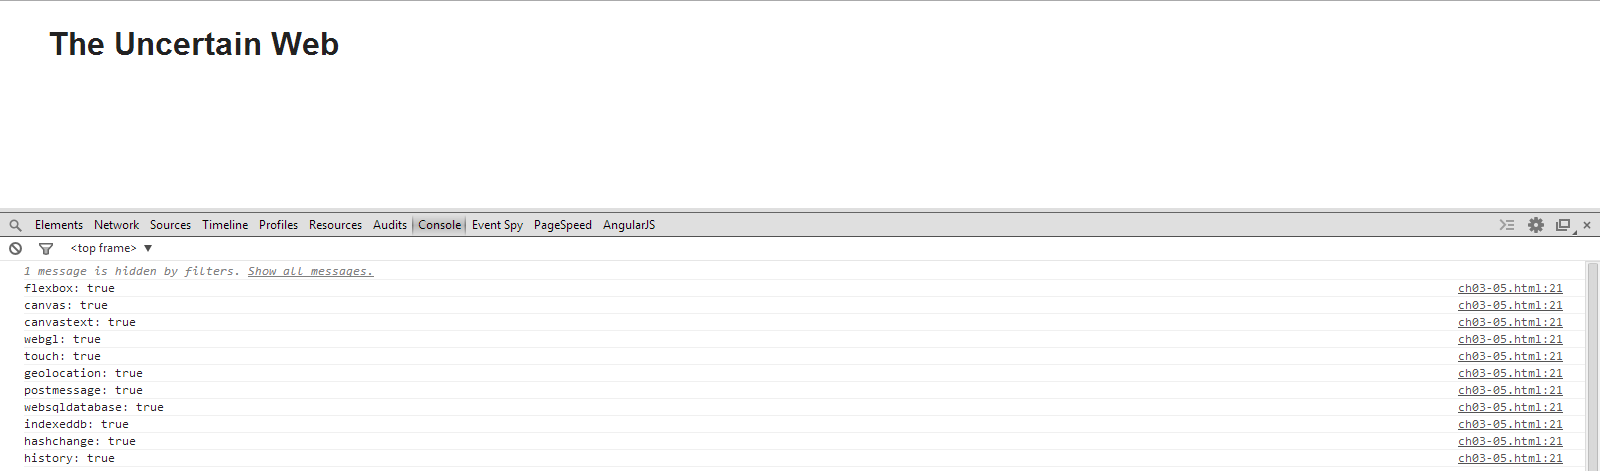 The Uncertain Web
Elements Network Sources Timeline Profiles Resources Audits Console Event Spy PageSpeed AngularJS
<top frame>
1 message is hidden by filters. Show all messages.
flexbox: true ch03-05.html:21
canvas: true ch03-05.html:21
canvastext: true ch03-05.html:21
webgl: true ch03-05.html:21
touch: true ch03-05.html:21
geolocation: true ch03-05.html:21
postmessage: true ch03-05.html:21
websqldatabase: true ch03-05.html:21
indexeddb: true ch03-05.html:21
hashchange: true ch03-05.html:21
history: true ch03-05.html:21